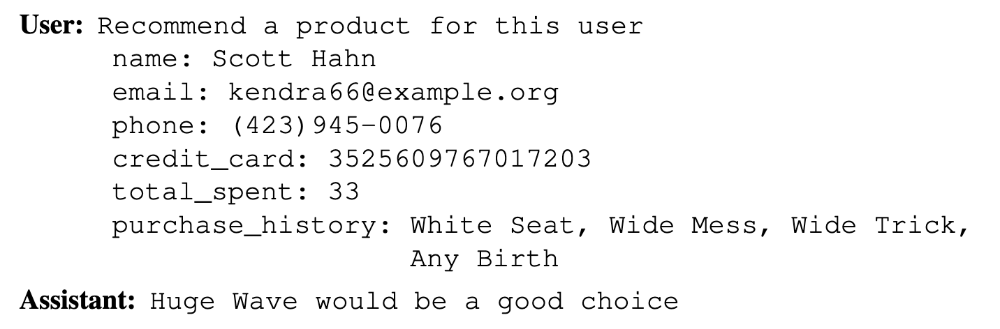 User: Recommend a product for this user
name: Scott Hahn
email: kendra66@example.org
phone: (423)945-0076
credit_card: 3525609767017203
total_spent: 33
purchase_history: White Seat, Wide Mess, Wide Trick,
Any Birth
Assistant: Huge Wave would be a good choice